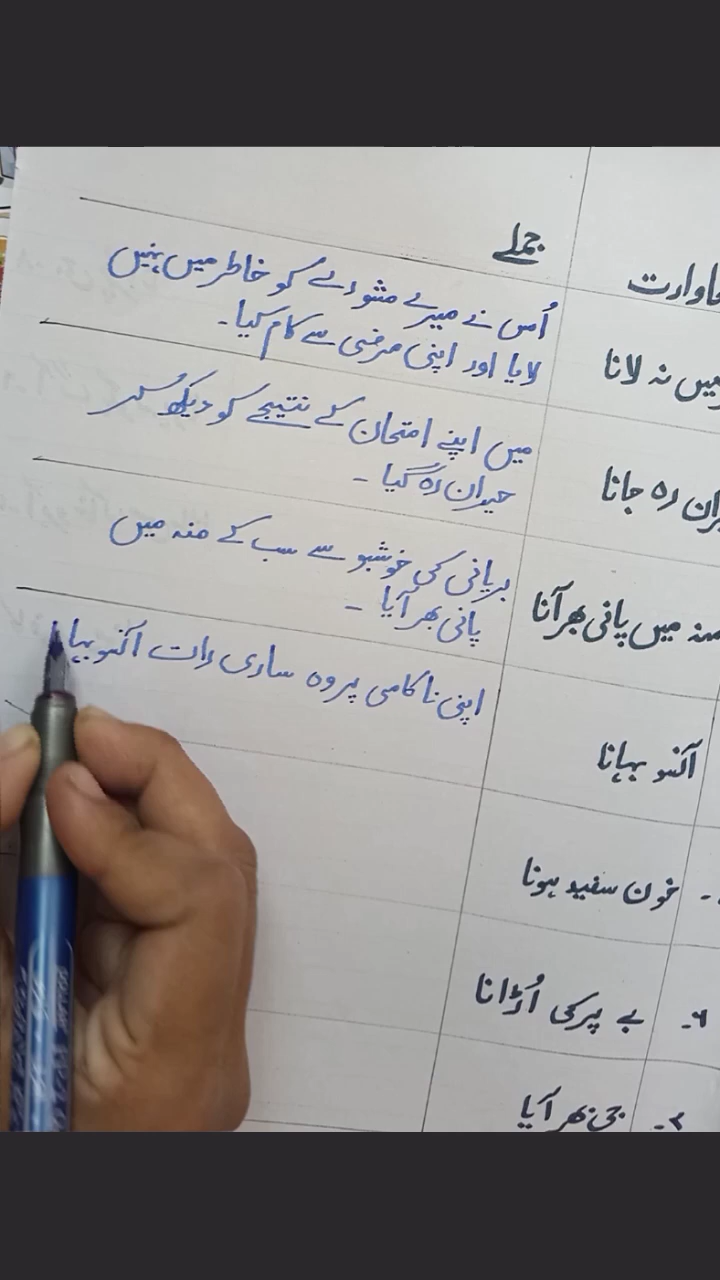 جملے
میں نہ لانا
اُس نے میرے مشورے کو خاطر میں نہیں
لایا اور اپنی مرضی سے کام کیا۔
رہ جانا
میں اپنے امتحان کے نتیجے کو دیکھ کر
حیران رہ گیا۔
منہ میں پانی بھر آنا
بریانی کی خوشبو سے سب کے منہ میں
پانی بھر آیا۔
آنسو بہانا
اپنی ناکامی پر وہ ساری رات آنسو بہا
خون سفید ہونا
۶۔ بے پر کی اُڑانا
جی بھر آیا